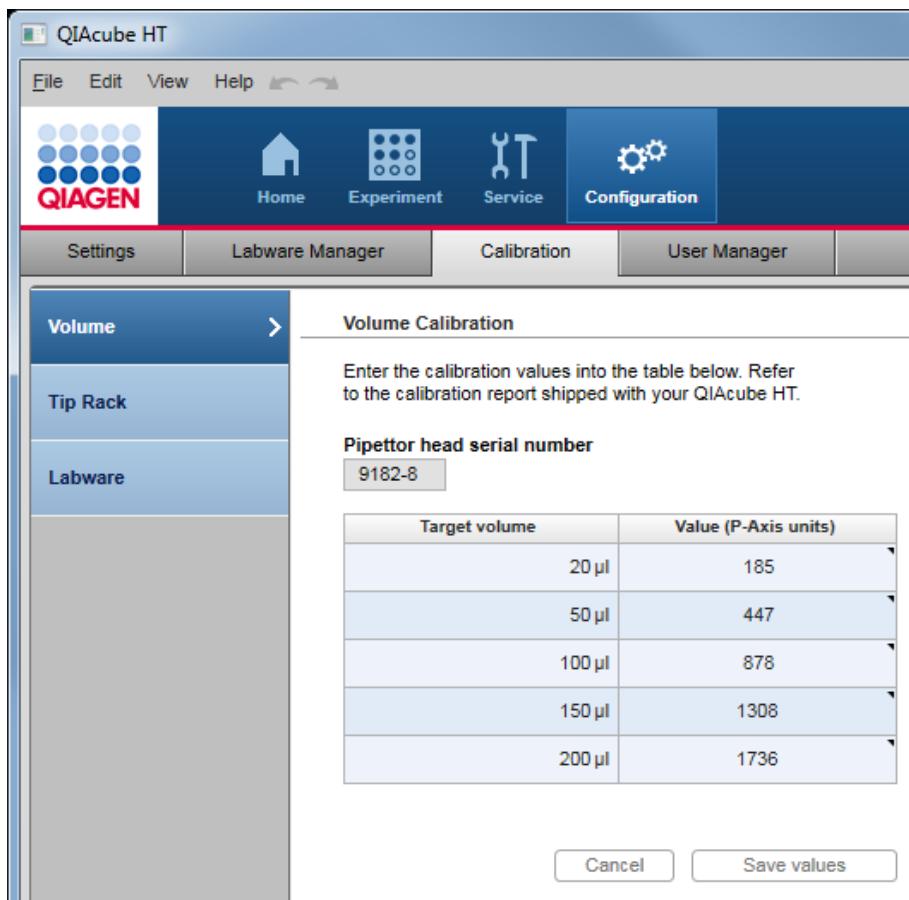 QIAcube HT
File Edit View Help
QIAGEN
Home Experiment Service Configuration
Settings Labware Manager Calibration User Manager
Volume
Tip Rack
Labware
Volume Calibration
Enter the calibration values into the table below. Refer
to the calibration report shipped with your QIAcube HT.
Pipettor head serial number
9182-8
Target volume Value (P-Axis units)
20 µl 185
50 µl 447
100 µl 878
150 µl 1308
200 µl 1736
Cancel Save values